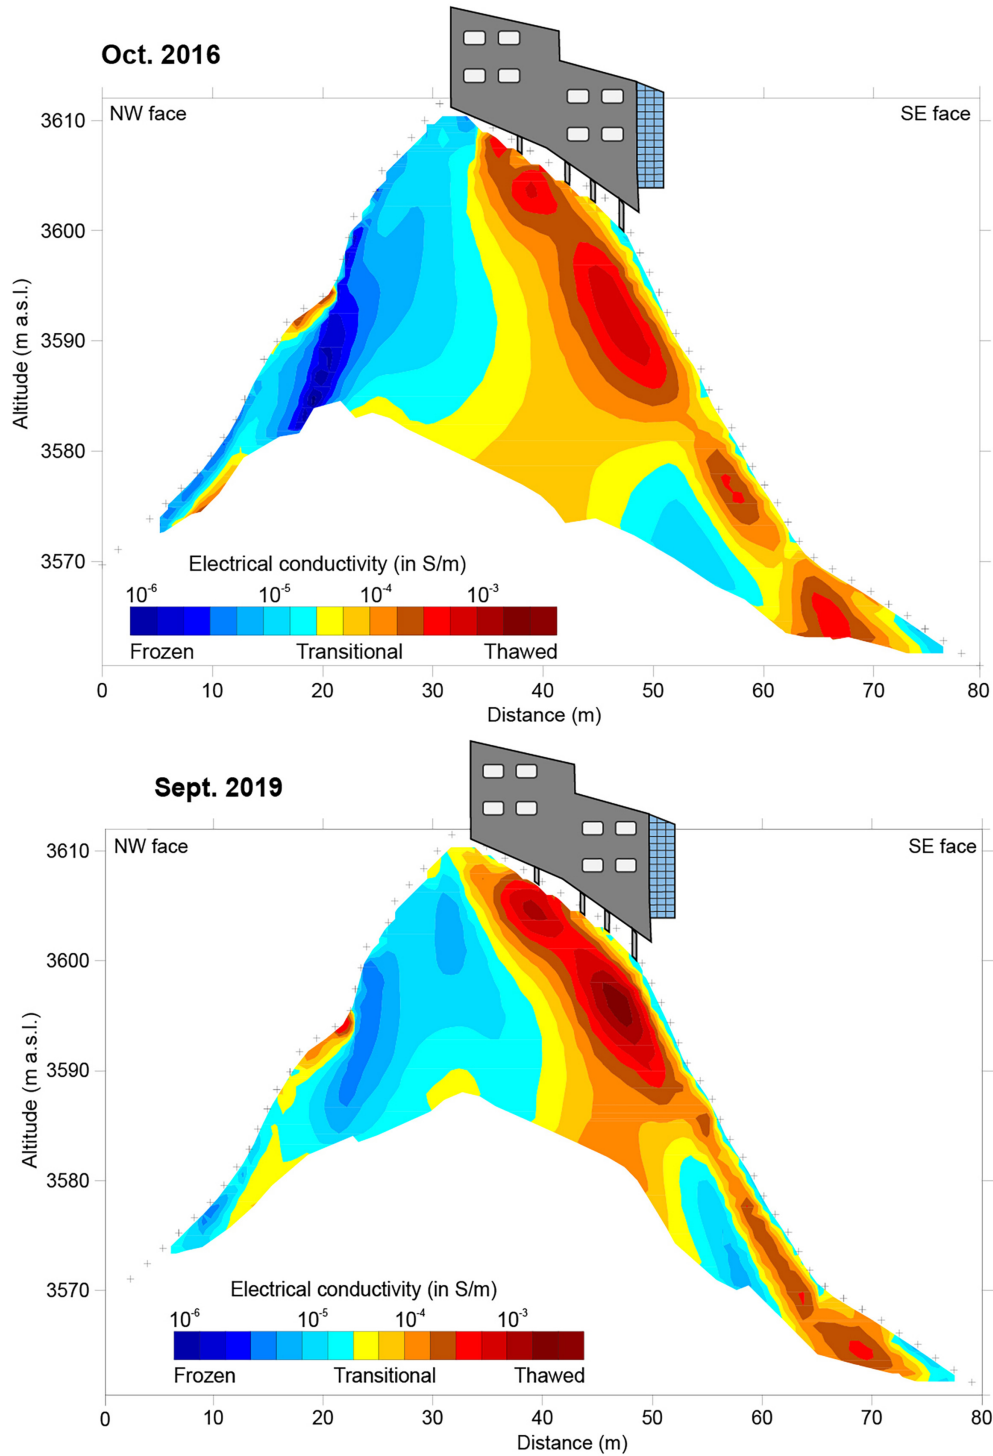 Oct. 2016
NW face
SE face
3610
3600
3590
3580
3570
Altitude (m a.s.l.)
Electrical conductivity (in S/m)
10⁻⁶ 10⁻⁵ 10⁻⁴ 10⁻³
Frozen Transitional Thawed
0 10 20 30 40 50 60 70 80
Distance (m)
Sept. 2019
NW face
SE face
3610
3600
3590
3580
3570
Altitude (m a.s.l.)
Electrical conductivity (in S/m)
10⁻⁶ 10⁻⁵ 10⁻⁴ 10⁻³
Frozen Transitional Thawed
0 10 20 30 40 50 60 70 80
Distance (m)